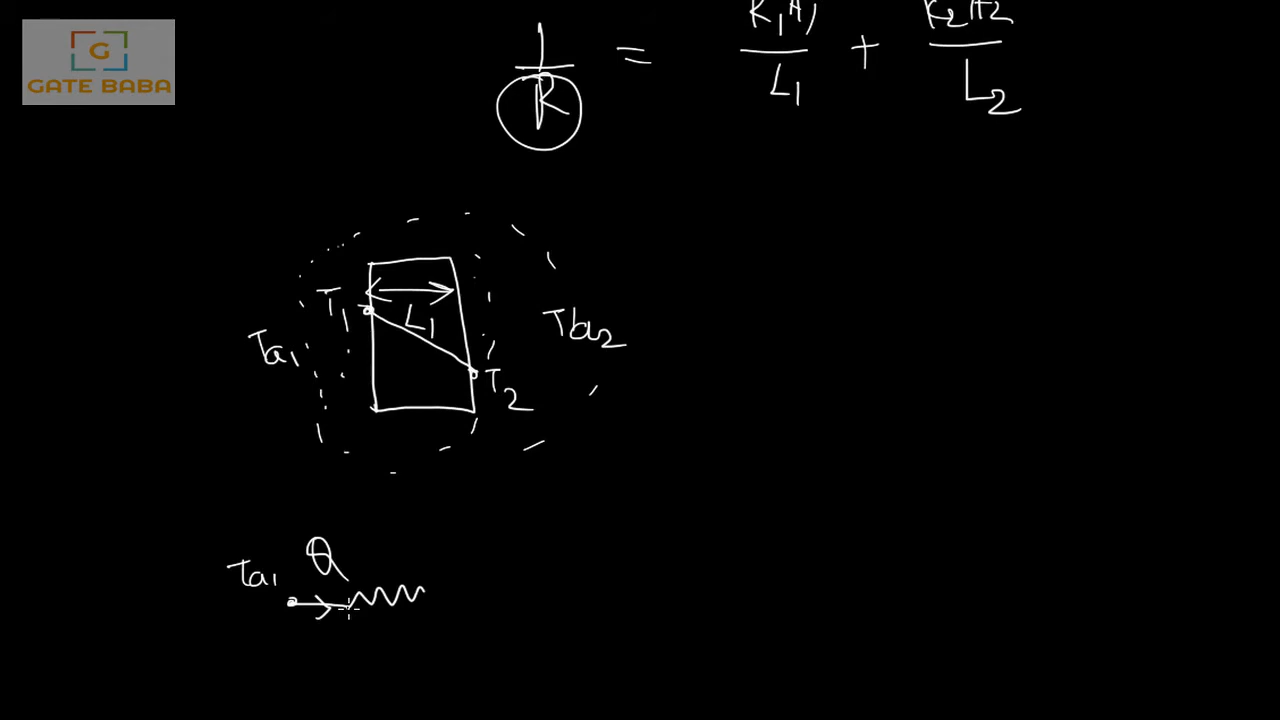 G
GATE BABA
1/R = K₁A₁/L₁ + K₂A₂/L₂
T₁
L₁
Ta₁
Ta₂
T₂
Ta₁ Q